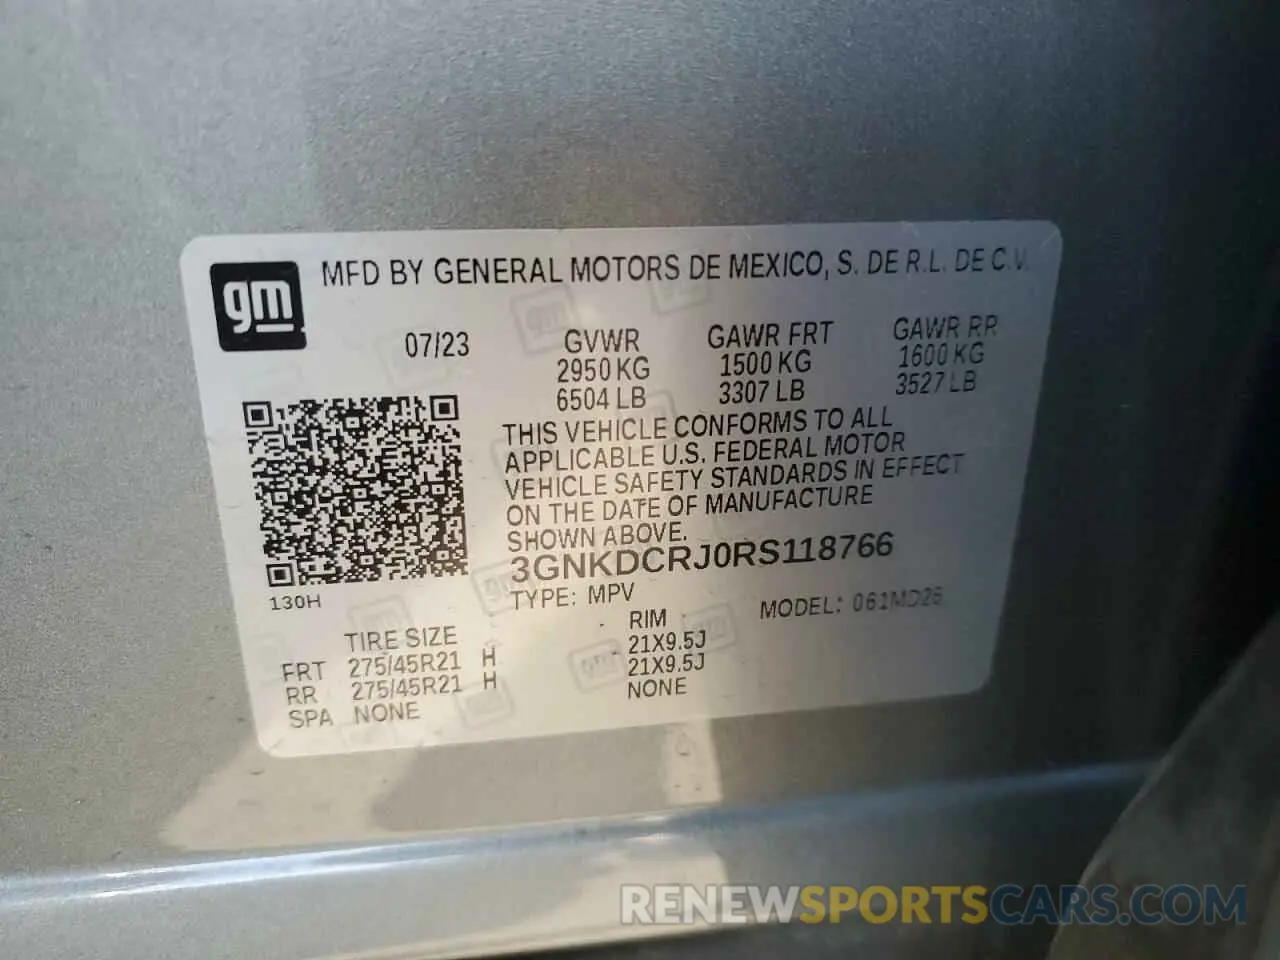 gm
MFD BY GENERAL MOTORS DE MEXICO, S. DE R.L. DE C.V.
07/23
GVWR GAWR FRT GAWR RR
2950 KG 1500 KG 1600 KG
6504 LB 3307 LB 3527 LB
THIS VEHICLE CONFORMS TO ALL
APPLICABLE U.S. FEDERAL MOTOR
VEHICLE SAFETY STANDARDS IN EFFECT
ON THE DATE OF MANUFACTURE
SHOWN ABOVE.
3GNKDCRJ0RS118766
130H
TYPE: MPV MODEL: 061MD26
TIRE SIZE RIM
FRT 275/45R21 H 21X9.5J
RR 275/45R21 H 21X9.5J
SPA NONE NONE
RENEWSPORTSCARS.COM